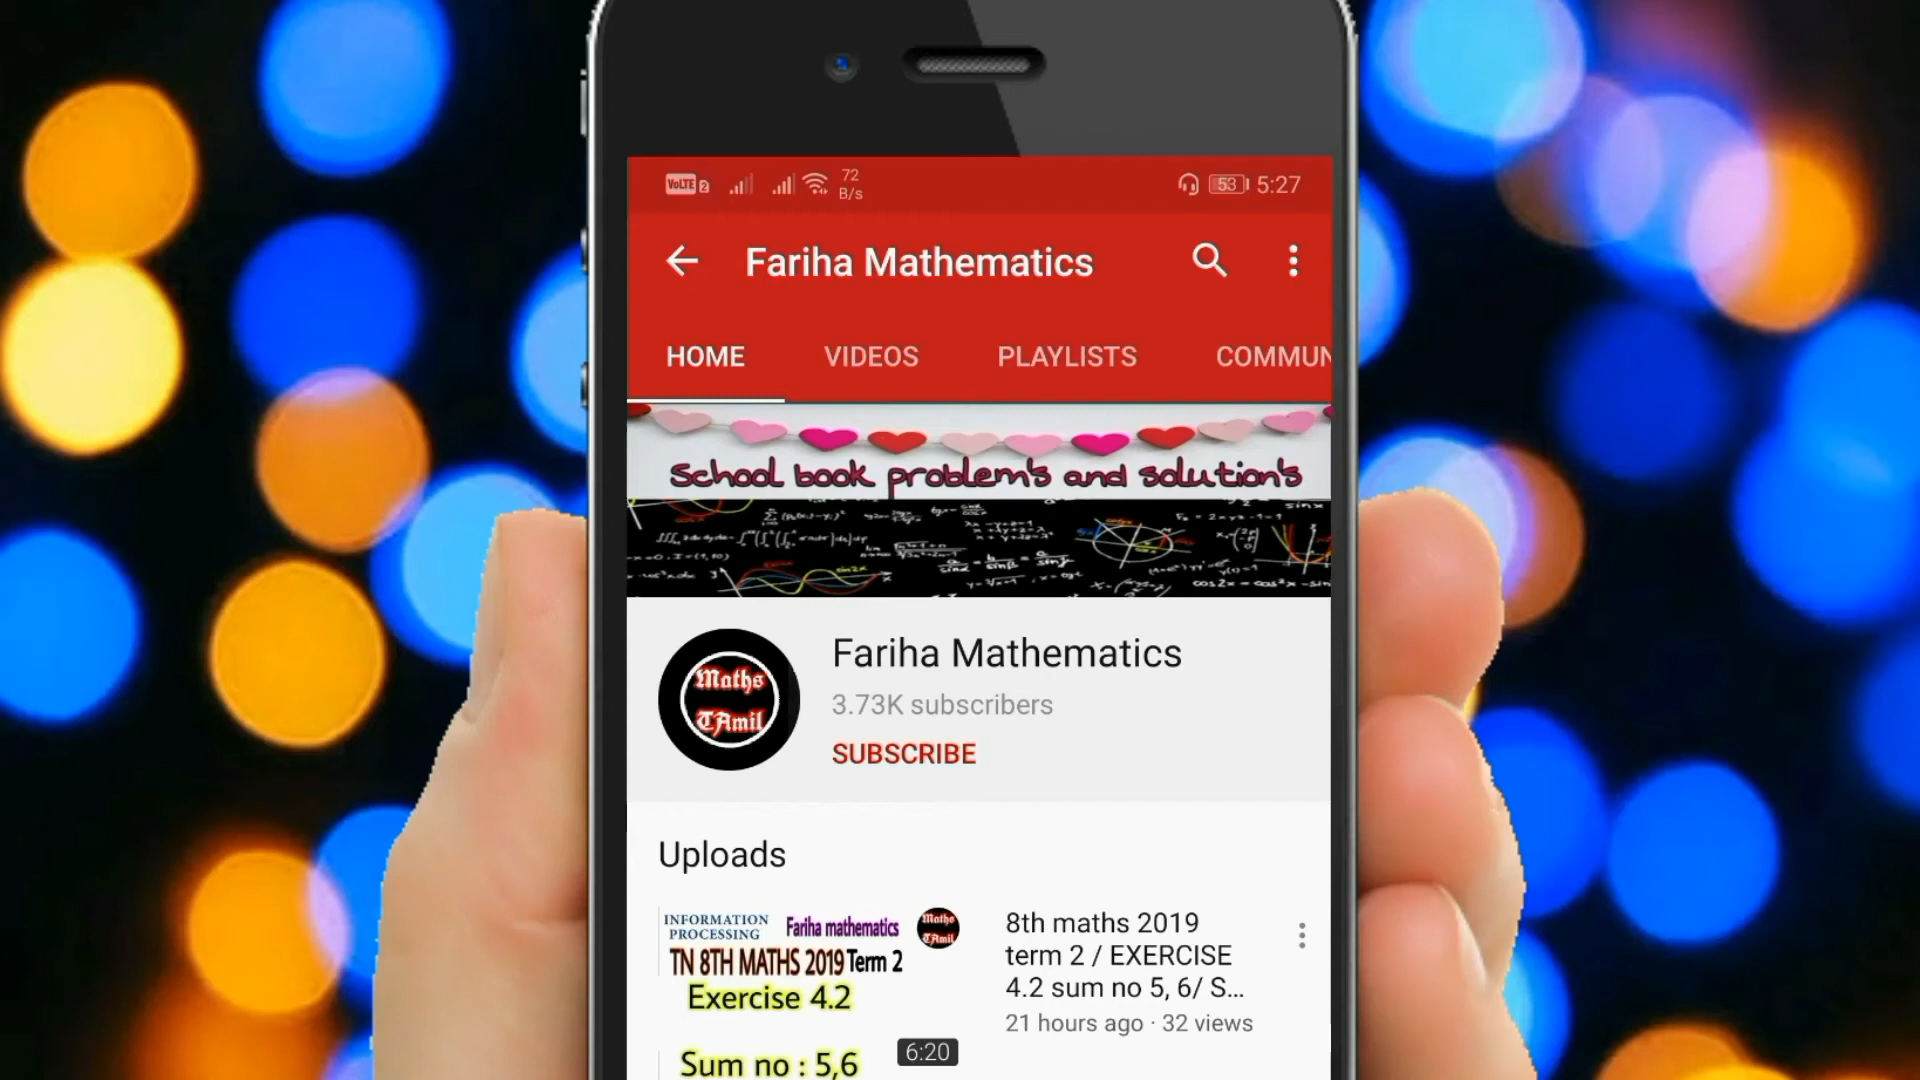 VoLTE 2
72
B/s
53
5:27
Fariha Mathematics
HOME
VIDEOS
PLAYLISTS
COMMUN
School book problem's and solution's
Fariha Mathematics
3.73K subscribers
SUBSCRIBE
Maths
TAmil
Uploads
INFORMATION
PROCESSING
Fariha mathematics
Maths
TAmil
TN 8TH MATHS 2019 Term 2
Exercise 4.2
Sum no : 5,6
6:20
8th maths 2019
term 2 / EXERCISE
4.2 sum no 5, 6/ S...
21 hours ago · 32 views